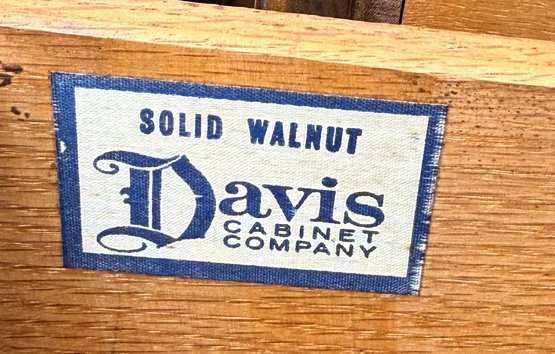 SOLID WALNUT
Davis
CABINET
COMPANY